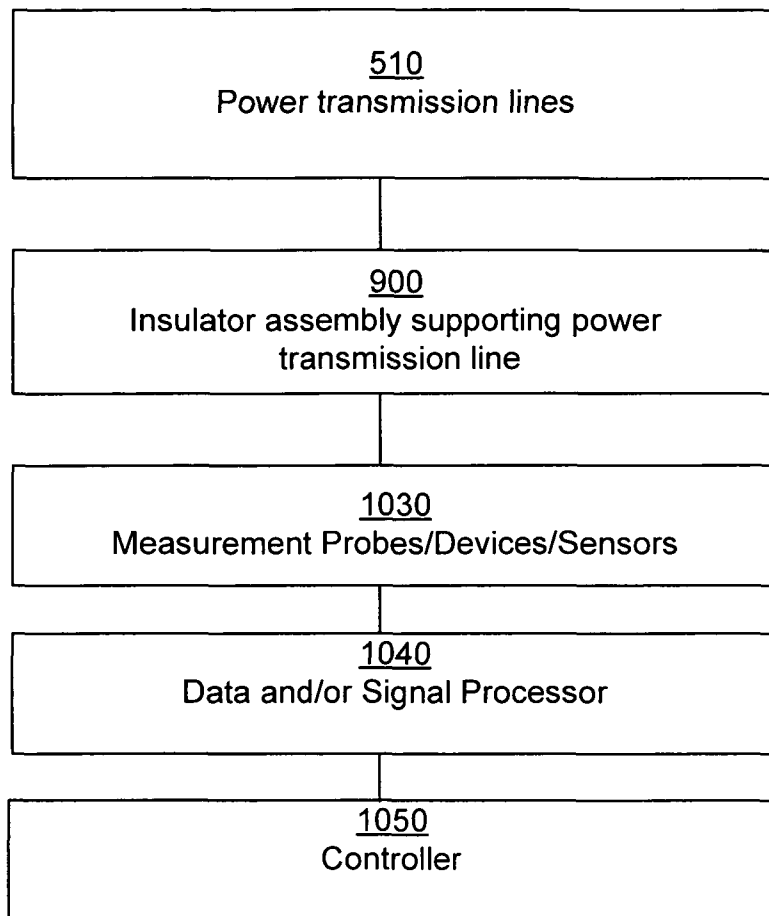 510
Power transmission lines
900
Insulator assembly supporting power
transmission line
1030
Measurement Probes/Devices/Sensors
1040
Data and/or Signal Processor
1050
Controller